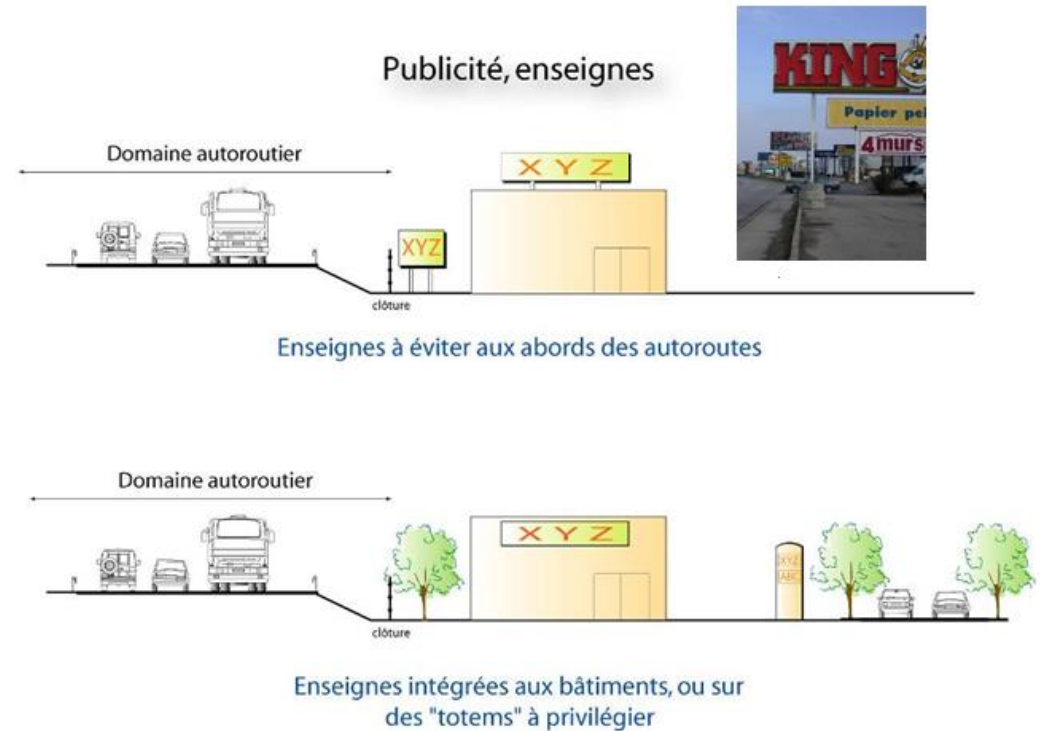 Publicité, enseignes
KING
Papier
4murs
Domaine autoroutier
XYZ
XYZ
clôture
Enseignes à éviter aux abords des autoroutes
Domaine autoroutier
XYZ
XYZ
ABC
clôture
Enseignes intégrées aux bâtiments, ou sur
des "totems" à privilégier